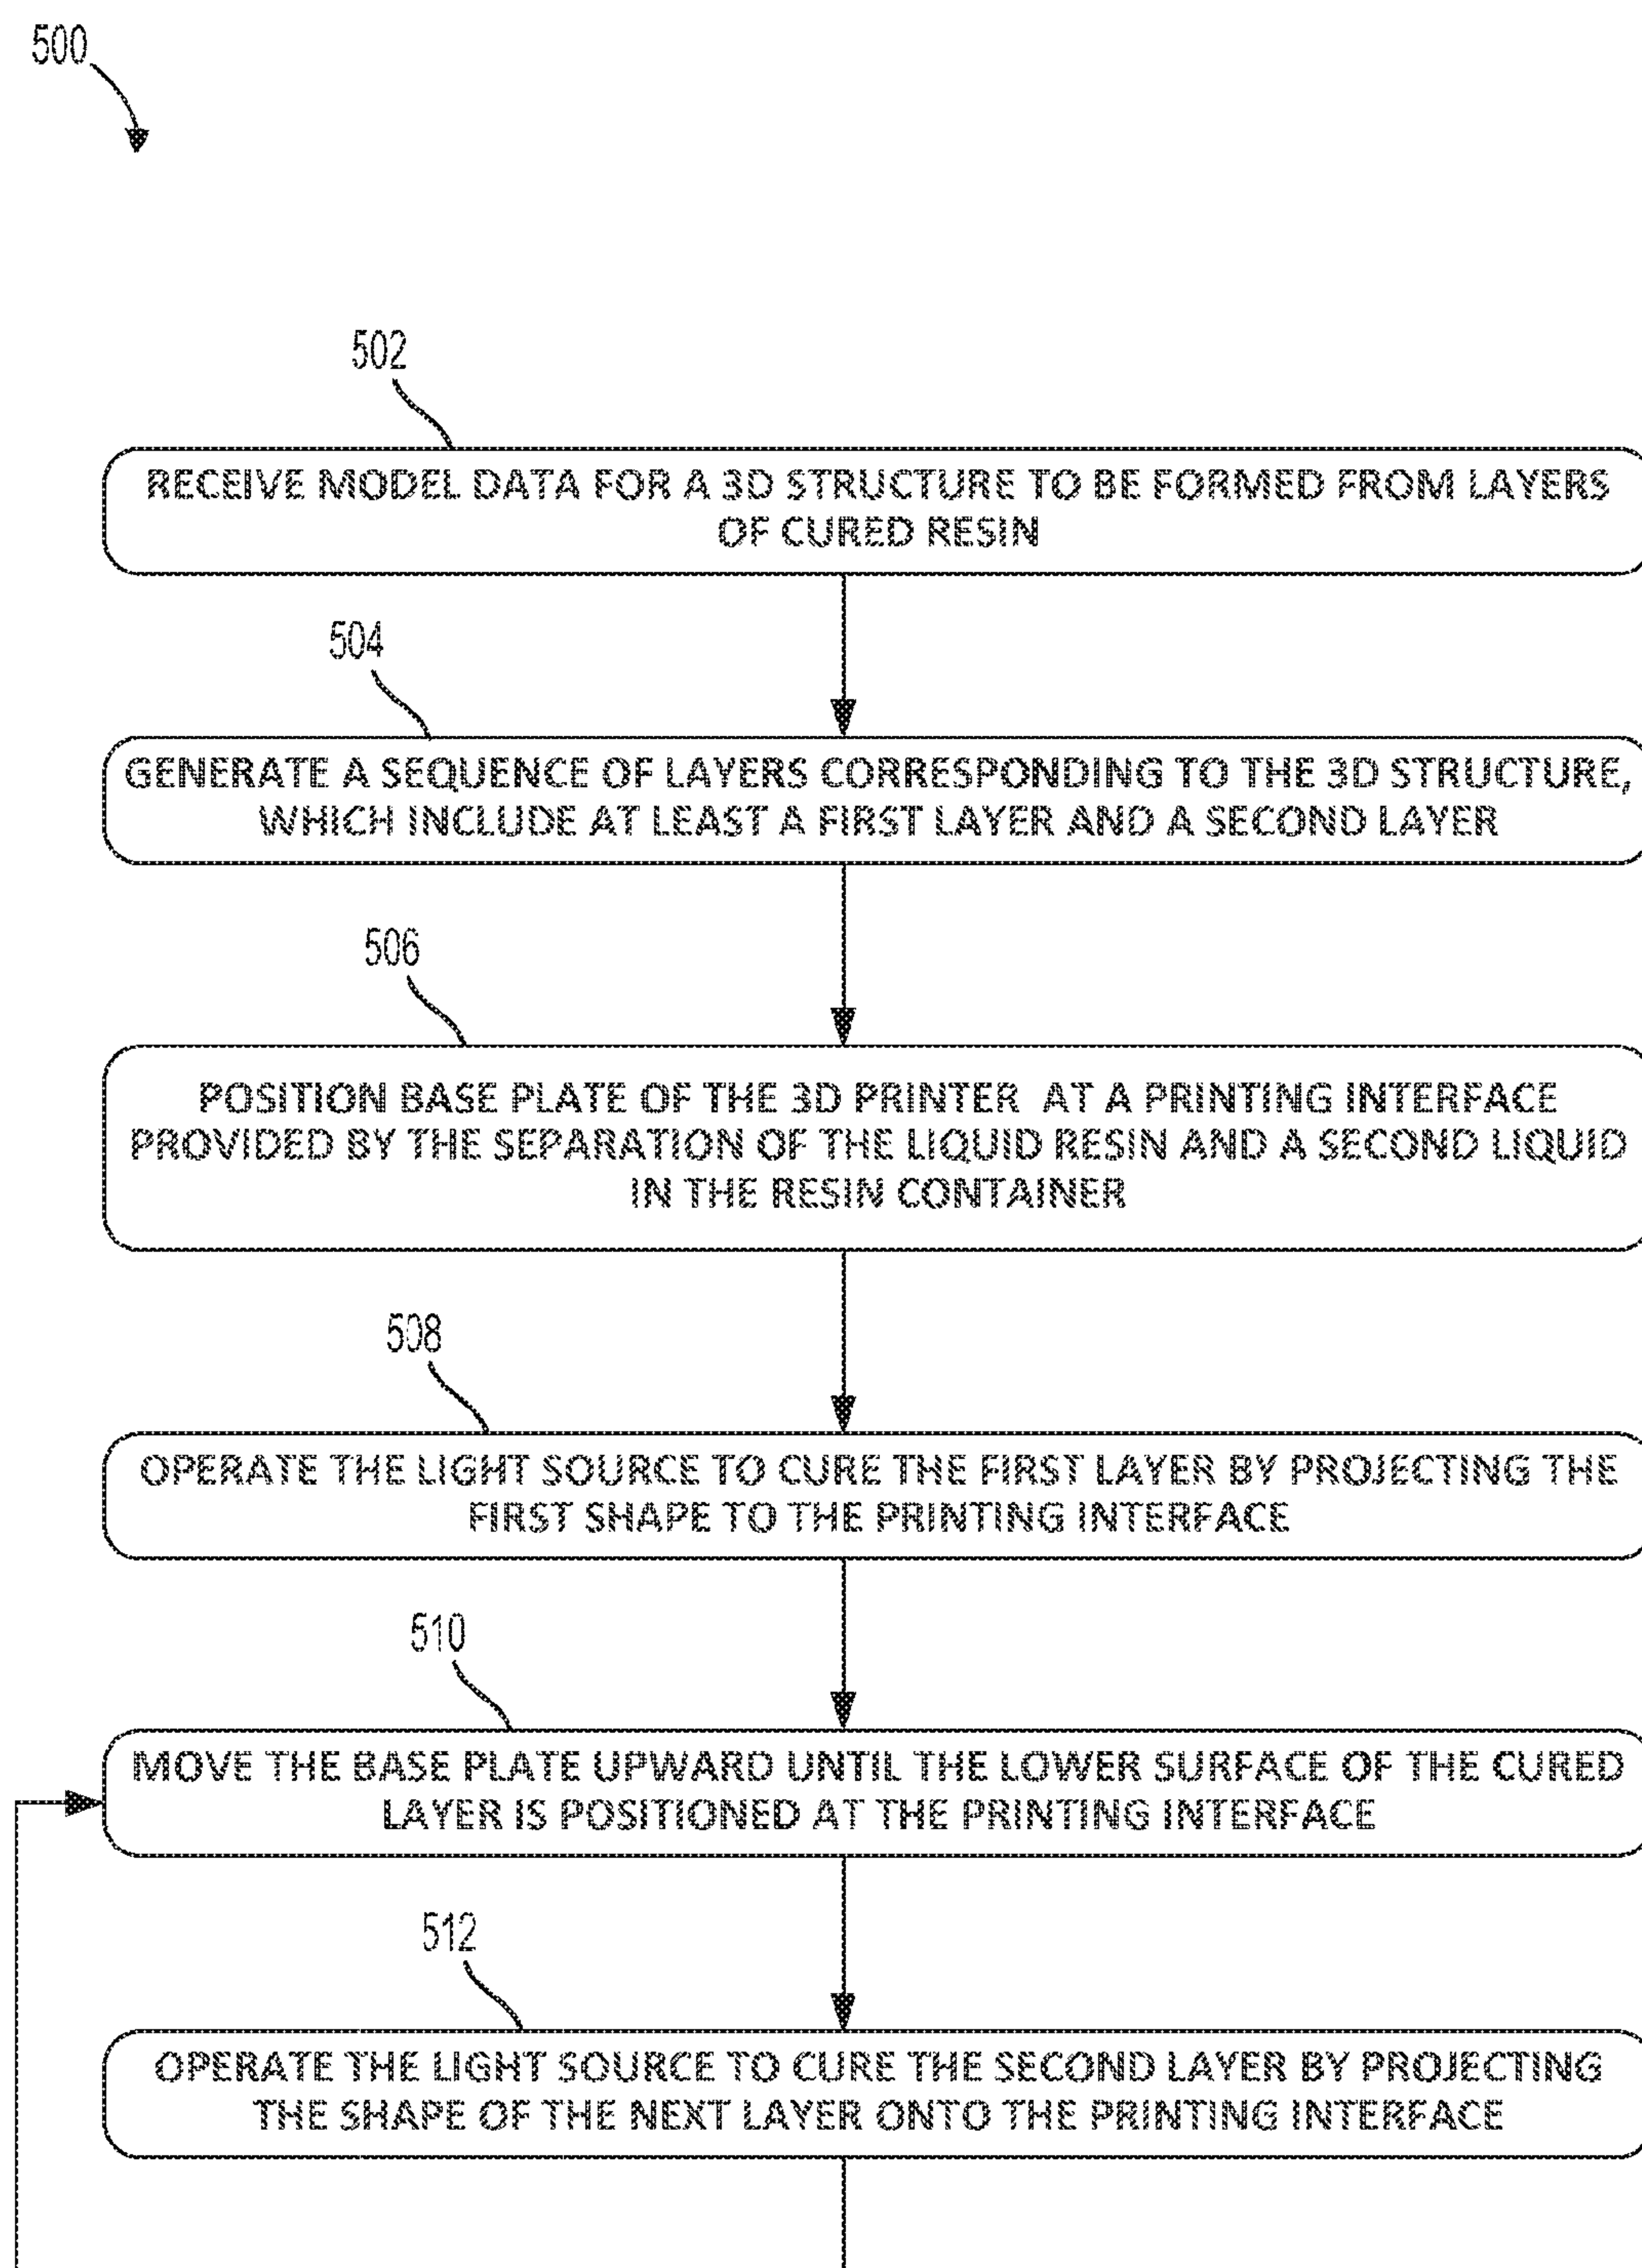 500
502
RECEIVE MODEL DATA FOR A 3D STRUCTURE TO BE FORMED FROM LAYERS
OF CURED RESIN
504
GENERATE A SEQUENCE OF LAYERS CORRESPONDING TO THE 3D STRUCTURE,
WHICH INCLUDE AT LEAST A FIRST LAYER AND A SECOND LAYER
506
POSITION BASE PLATE OF THE 3D PRINTER AT A PRINTING INTERFACE
PROVIDED BY THE SEPARATION OF THE LIQUID RESIN AND A SECOND LIQUID
IN THE RESIN CONTAINER
508
OPERATE THE LIGHT SOURCE TO CURE THE FIRST LAYER BY PROJECTING THE
FIRST SHAPE TO THE PRINTING INTERFACE
510
MOVE THE BASE PLATE UPWARD UNTIL THE LOWER SURFACE OF THE CURED
LAYER IS POSITIONED AT THE PRINTING INTERFACE
512
OPERATE THE LIGHT SOURCE TO CURE THE SECOND LAYER BY PROJECTING
THE SHAPE OF THE NEXT LAYER ONTO THE PRINTING INTERFACE